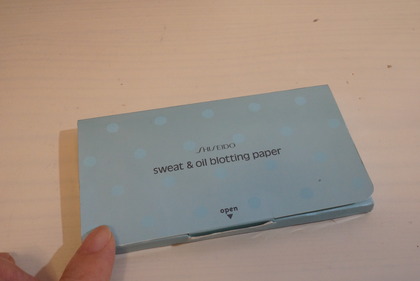 SHISEIDO
sweat & oil blotting paper
open